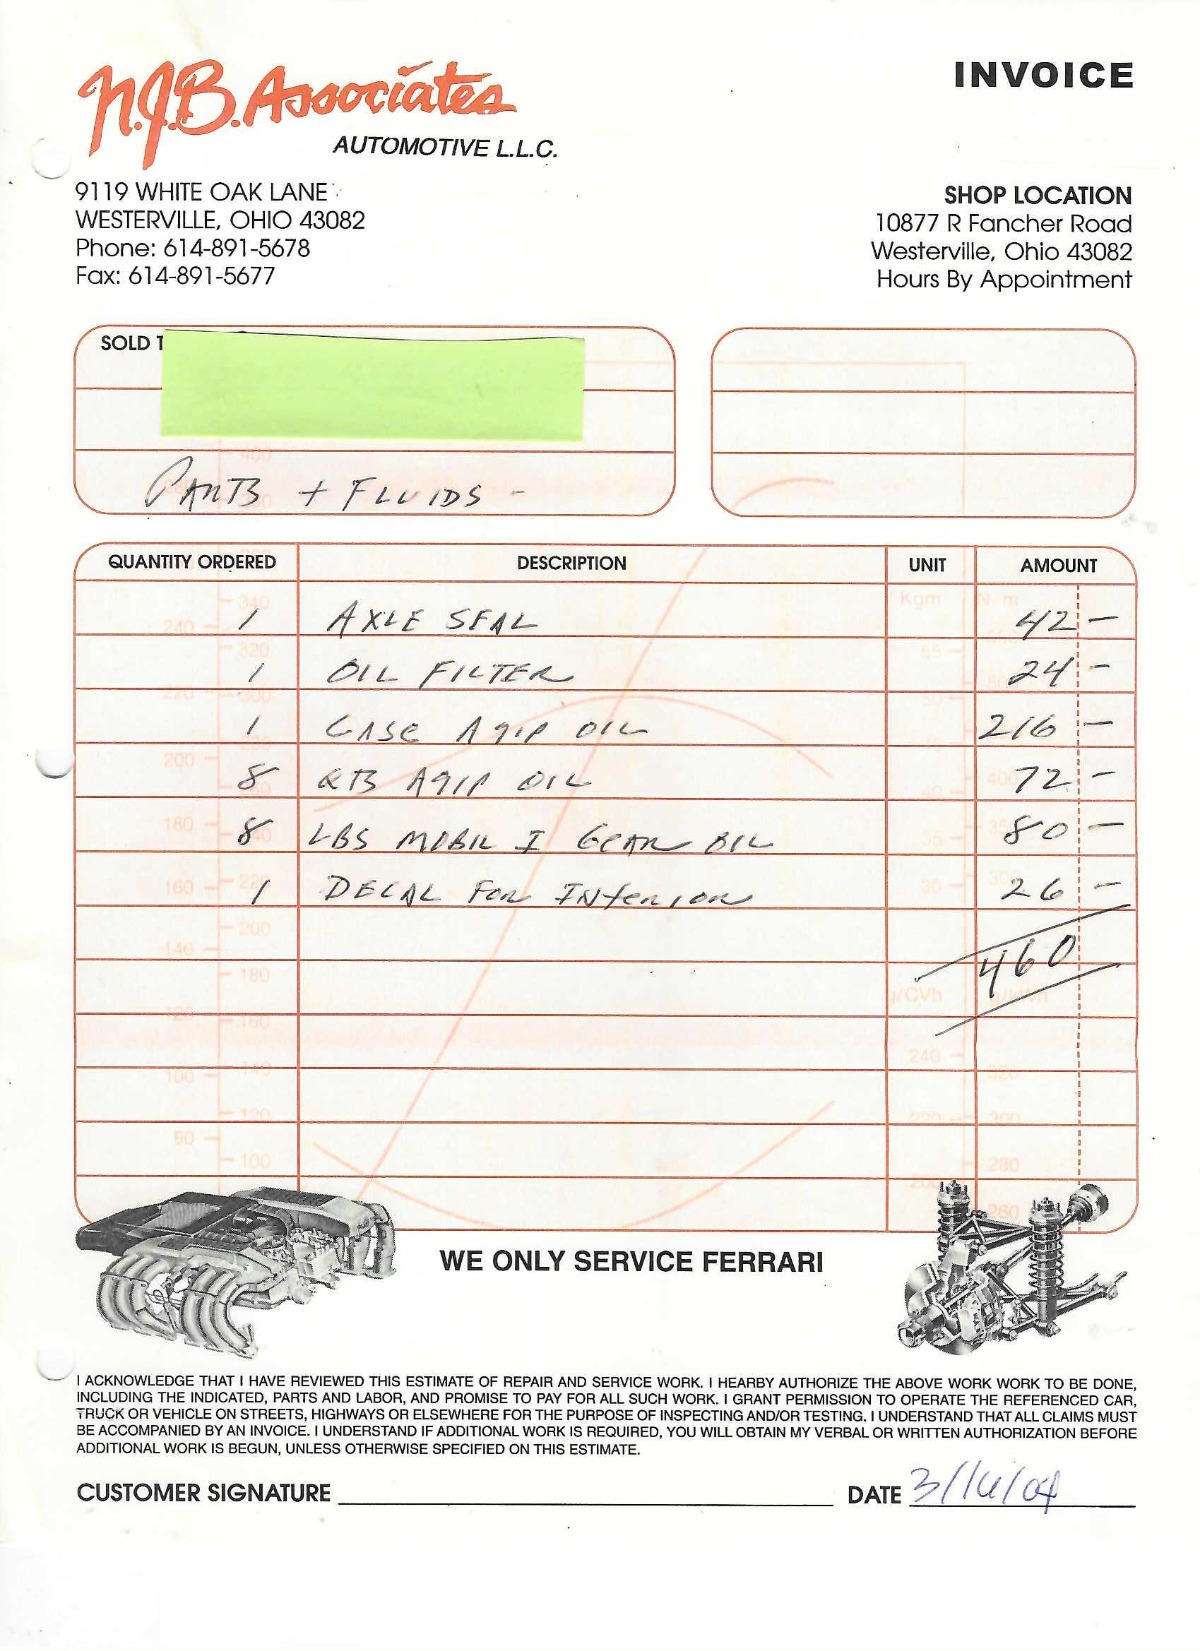 N.J.B. Associates
INVOICE
AUTOMOTIVE L.L.C.
9119 WHITE OAK LANE
WESTERVILLE, OHIO 43082
Phone: 614-891-5678
Fax: 614-891-5677
SHOP LOCATION
10877 R Fancher Road
Westerville, Ohio 43082
Hours By Appointment
SOLD T
PARTS + FLUIDS -
QUANTITY ORDERED DESCRIPTION UNIT AMOUNT
1 AXLE SEAL 42 -
1 OIL FILTER 24 -
1 CASE Agip OIL 216 -
8 QTS Agip OIL 72 -
8 LBS MOBIL I GEAR OIL 80 -
1 DECAL For INterior 26 -
460
WE ONLY SERVICE FERRARI
I ACKNOWLEDGE THAT I HAVE REVIEWED THIS ESTIMATE OF REPAIR AND SERVICE WORK. I HEARBY AUTHORIZE THE ABOVE WORK WORK TO BE DONE,
INCLUDING THE INDICATED, PARTS AND LABOR, AND PROMISE TO PAY FOR ALL SUCH WORK. I GRANT PERMISSION TO OPERATE THE REFERENCED CAR,
TRUCK OR VEHICLE ON STREETS, HIGHWAYS OR ELSEWHERE FOR THE PURPOSE OF INSPECTING AND/OR TESTING. I UNDERSTAND THAT ALL CLAIMS MUST
BE ACCOMPANIED BY AN INVOICE. I UNDERSTAND IF ADDITIONAL WORK IS REQUIRED, YOU WILL OBTAIN MY VERBAL OR WRITTEN AUTHORIZATION BEFORE
ADDITIONAL WORK IS BEGUN, UNLESS OTHERWISE SPECIFIED ON THIS ESTIMATE.
CUSTOMER SIGNATURE DATE 3/16/04